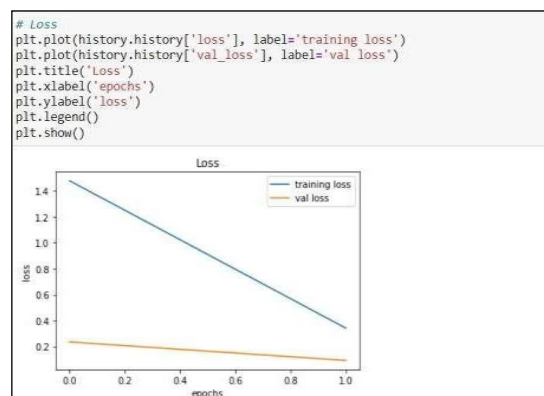 # Loss
plt.plot(history.history['loss'], label='training loss')
plt.plot(history.history['val_loss'], label='val loss')
plt.title('Loss')
plt.xlabel('epochs')
plt.ylabel('loss')
plt.legend()
plt.show()
Loss
training loss
val loss
1.4
1.2
1.0
0.8
0.6
0.4
0.2
loss
0.0 0.2 0.4 0.6 0.8 1.0
epochs